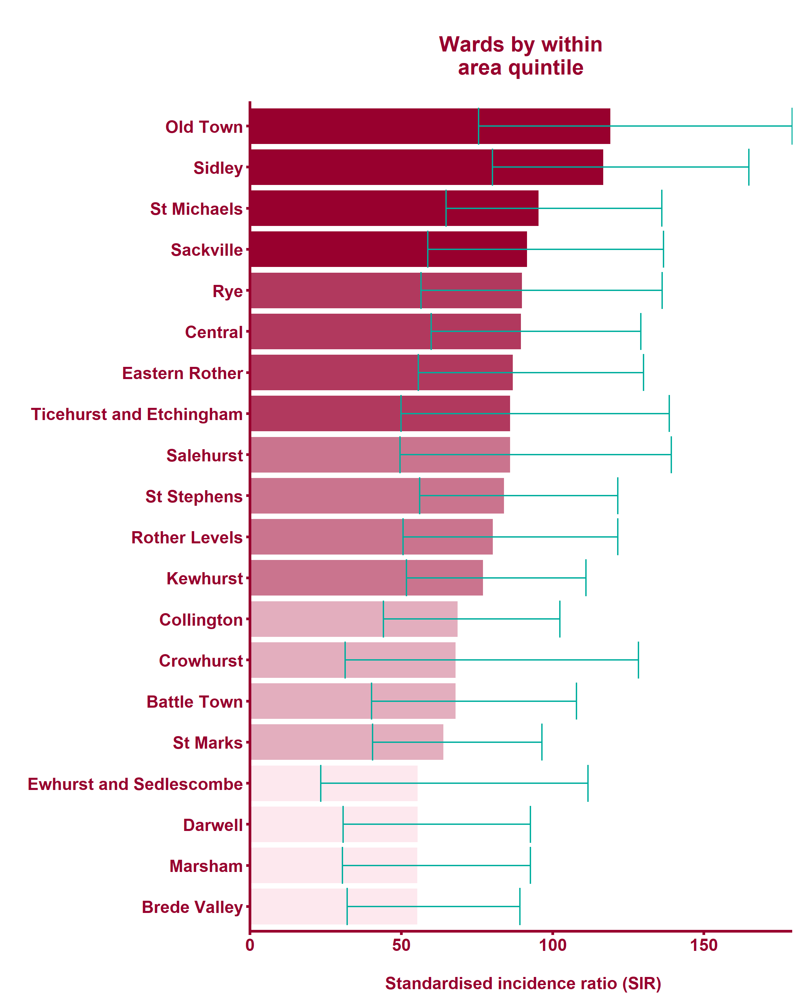 Wards by within
area quintile
Old Town
Sidley
St Michaels
Sackville
Rye
Central
Eastern Rother
Ticehurst and Etchingham
Salehurst
St Stephens
Rother Levels
Kewhurst
Collington
Crowhurst
Battle Town
St Marks
Ewhurst and Sedlescombe
Darwell
Marsham
Brede Valley
0 50 100 150
Standardised incidence ratio (SIR)